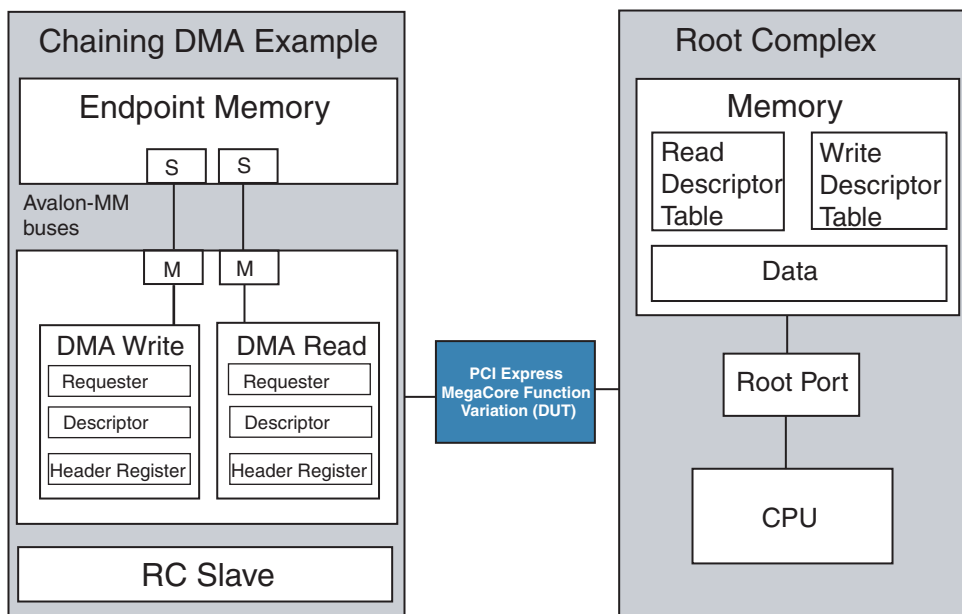 Chaining DMA Example
Endpoint Memory
S
S
Avalon-MM
buses
M
M
DMA Write
Requester
Descriptor
Header Register
DMA Read
Requester
Descriptor
Header Register
RC Slave
PCI Express
MegaCore Function
Variation (DUT)
Root Complex
Memory
Read
Descriptor
Table
Write
Descriptor
Table
Data
Root Port
CPU